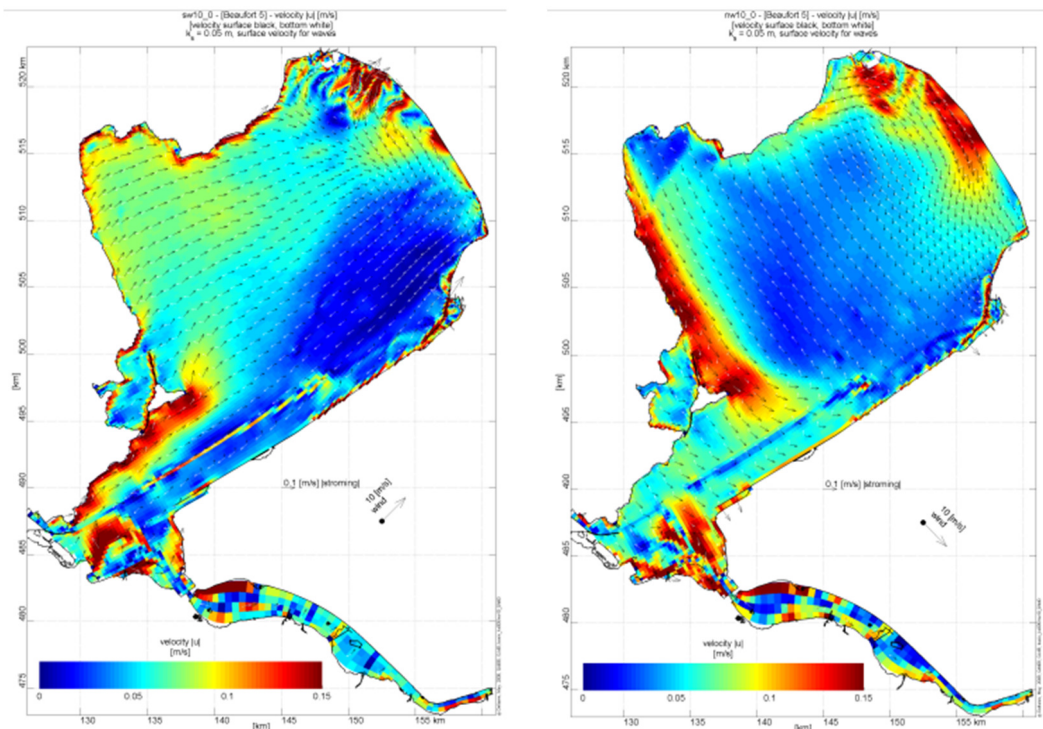 sw10_0 - [Beaufort 5] - velocity |u| [m/s]
[velocity surface black, bottom white]
k_s = 0.05 m, surface velocity for waves
520 km
515
510
505
500
[km]
495
490
485
480
475
0.1 [m/s] |stroming|
10 [m/s]
wind
velocity |u|
[m/s]
0
0.05
0.1
0.15
130
135
140
145
150
155 km
[km]
nw10_0 - [Beaufort 5] - velocity |u| [m/s]
[velocity surface black, bottom white]
k_s = 0.05 m, surface velocity for waves
520 km
515
510
505
500
[km]
495
490
485
480
475
0.1 [m/s] |stroming|
10 [m/s]
wind
velocity |u|
[m/s]
0
0.05
0.1
0.15
130
135
140
145
150
155 km
[km]